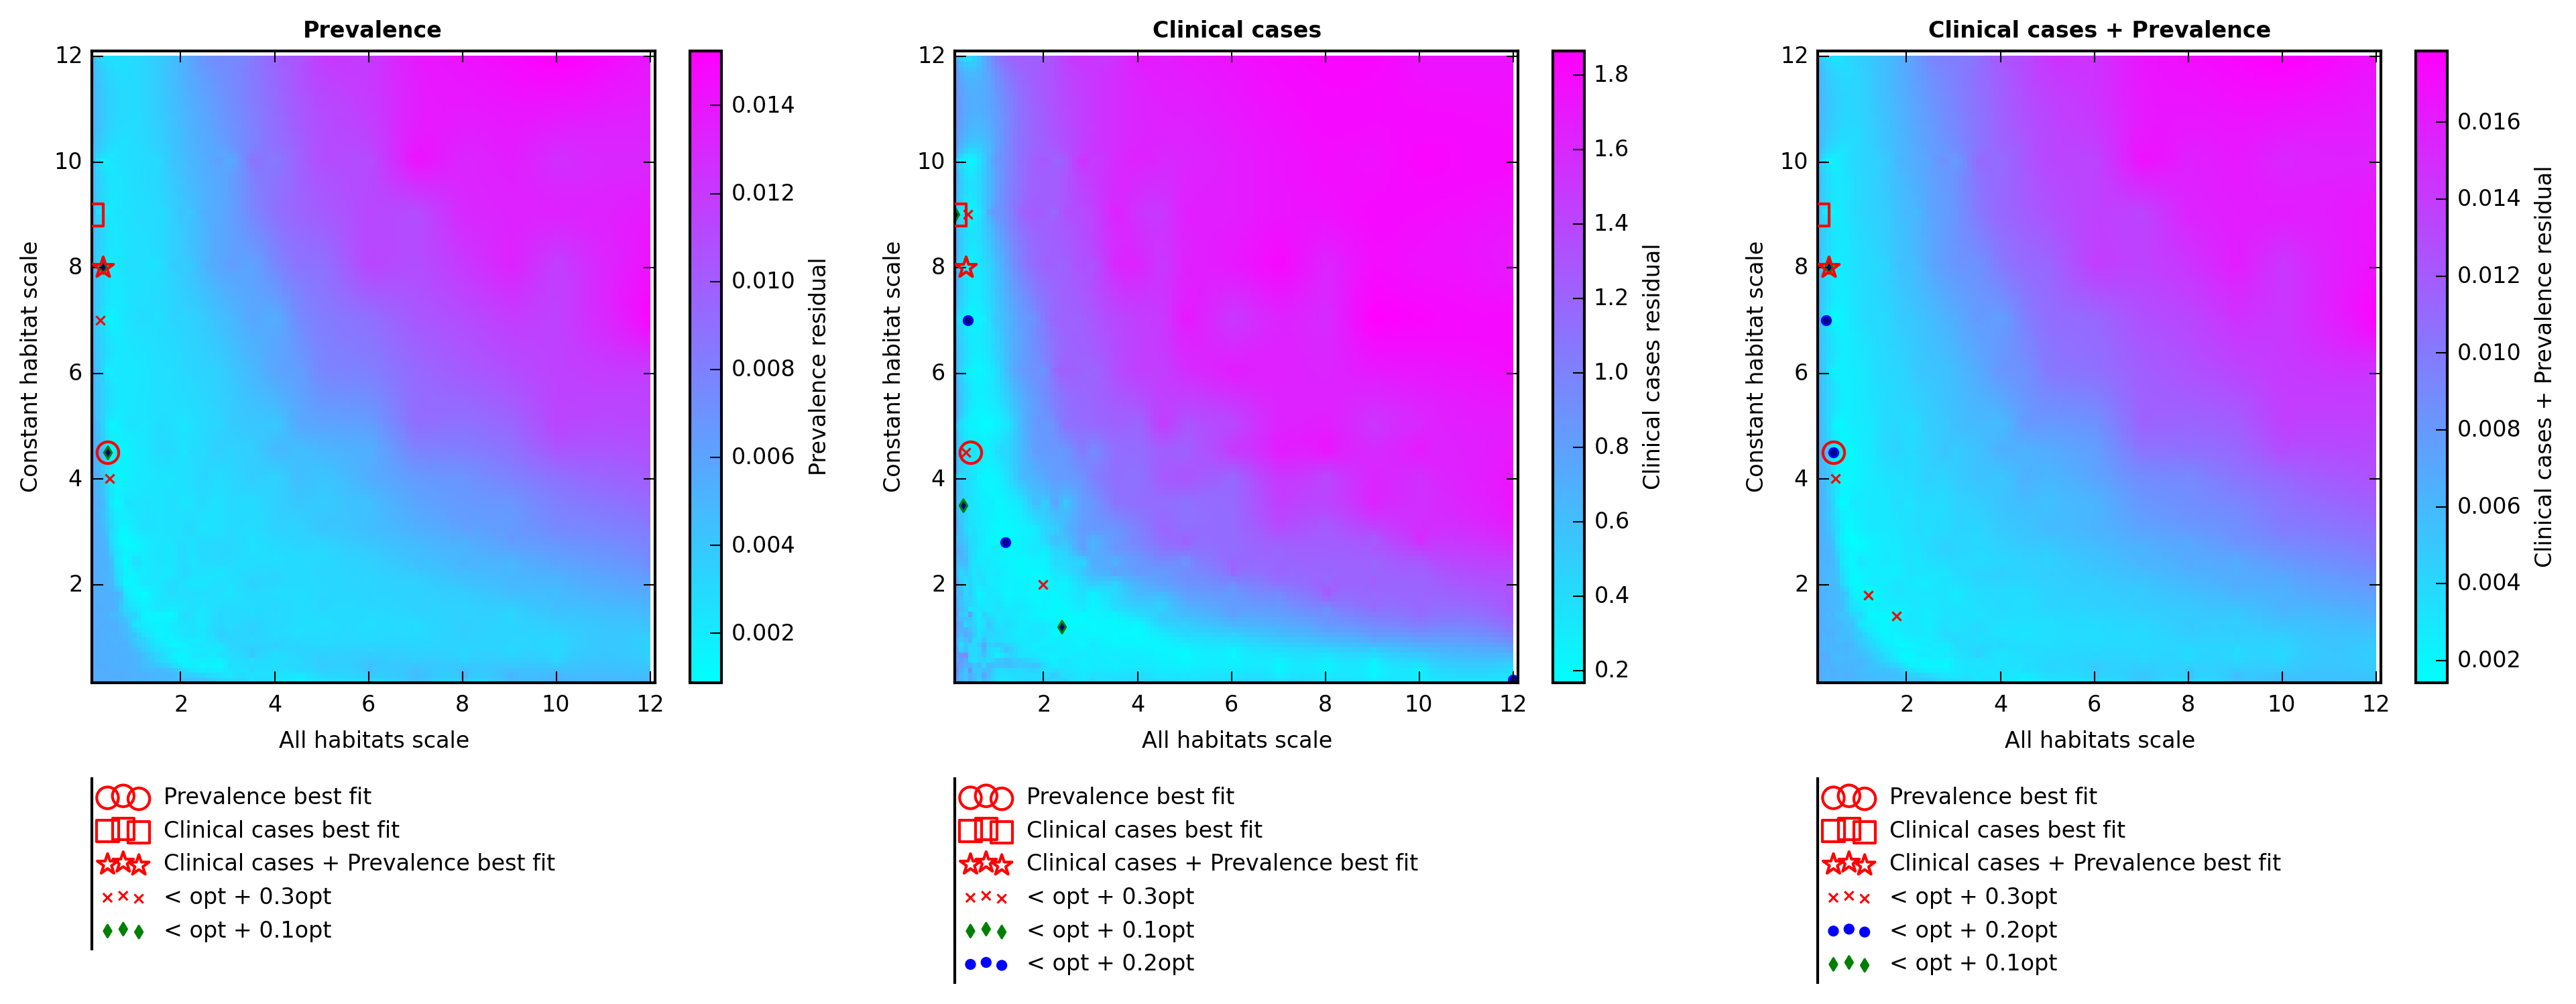 Prevalence
12
10
8
6
4
2
2 4 6 8 10 12
Constant habitat scale
All habitats scale
0.014
0.012
0.010
0.008
0.006
0.004
0.002
Prevalence residual
Prevalence best fit
Clinical cases best fit
Clinical cases + Prevalence best fit
< opt + 0.3opt
< opt + 0.1opt
Clinical cases
12
10
8
6
4
2
2 4 6 8 10 12
Constant habitat scale
All habitats scale
1.8
1.6
1.4
1.2
1.0
0.8
0.6
0.4
0.2
Clinical cases residual
Prevalence best fit
Clinical cases best fit
Clinical cases + Prevalence best fit
< opt + 0.3opt
< opt + 0.1opt
< opt + 0.2opt
Clinical cases + Prevalence
12
10
8
6
4
2
2 4 6 8 10 12
Constant habitat scale
All habitats scale
0.016
0.014
0.012
0.010
0.008
0.006
0.004
0.002
Clinical cases + Prevalence residual
Prevalence best fit
Clinical cases best fit
Clinical cases + Prevalence best fit
< opt + 0.3opt
< opt + 0.2opt
< opt + 0.1opt